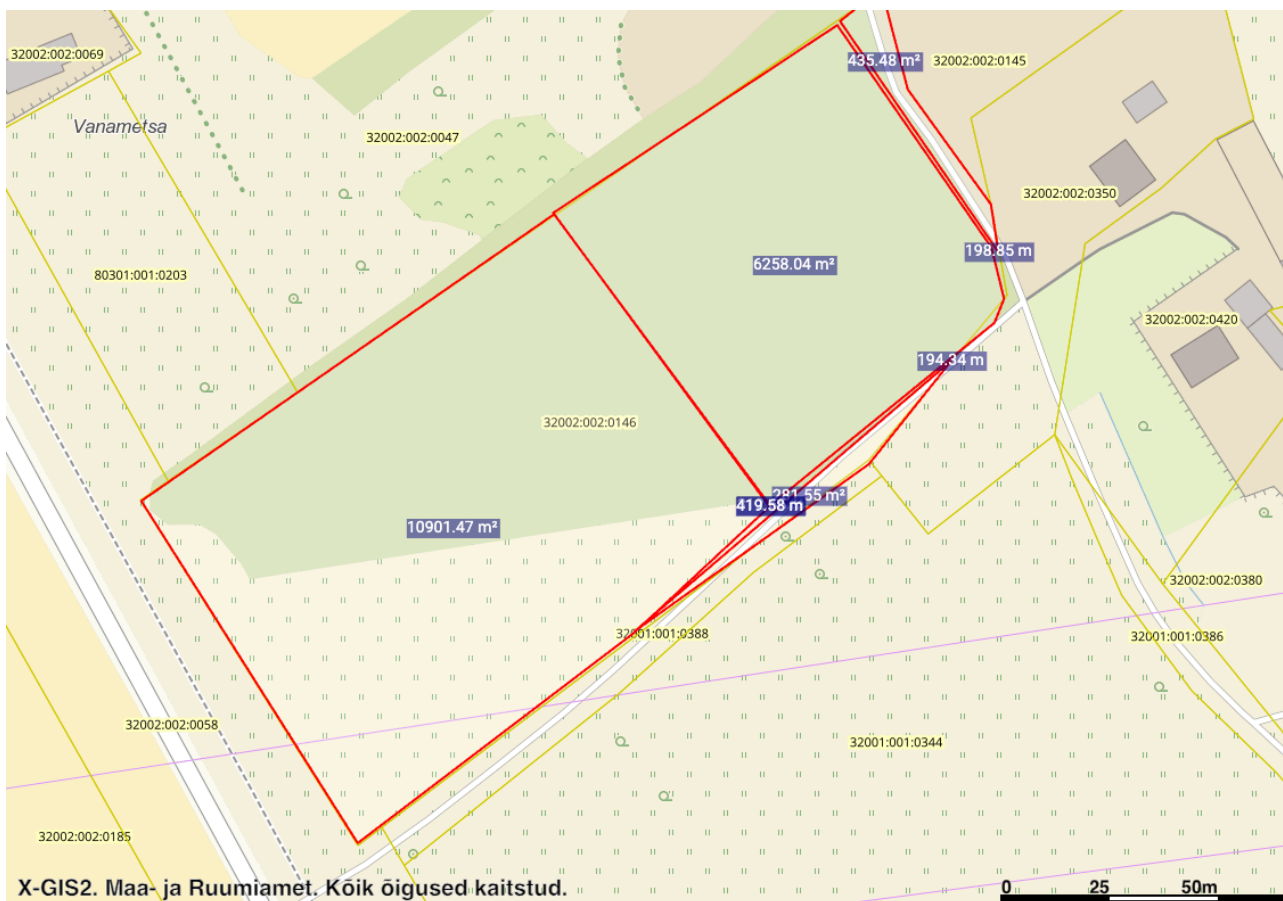 32002:002:0069
435.48 m²
32002:002:0145
Vanametsa
32002:002:0047
32002:002:0350
198.85 m
6258.04 m²
80301:001:0203
32002:002:0420
194.34 m
32002:002:0146
281.55 m²
419.58 m
10901.47 m²
32002:002:0380
32001:001:0388
32001:001:0386
32002:002:0058
32001:001:0344
32002:002:0185
X-GIS2. Maa- ja Ruumiamet. Kõik õigused kaitstud.
0 25 50m